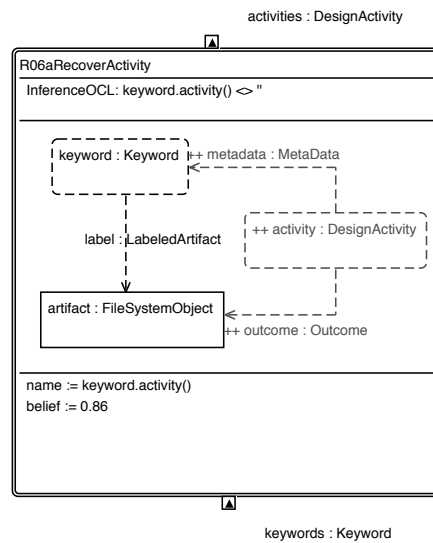 activities : DesignActivity
R06aRecoverActivity
InferenceOCL: keyword.activity() <> ''
keyword : Keyword
++ metadata : MetaData
++ activity : DesignActivity
label : LabeledArtifact
artifact : FileSystemObject
++ outcome : Outcome
name := keyword.activity()
belief := 0.86
keywords : Keyword